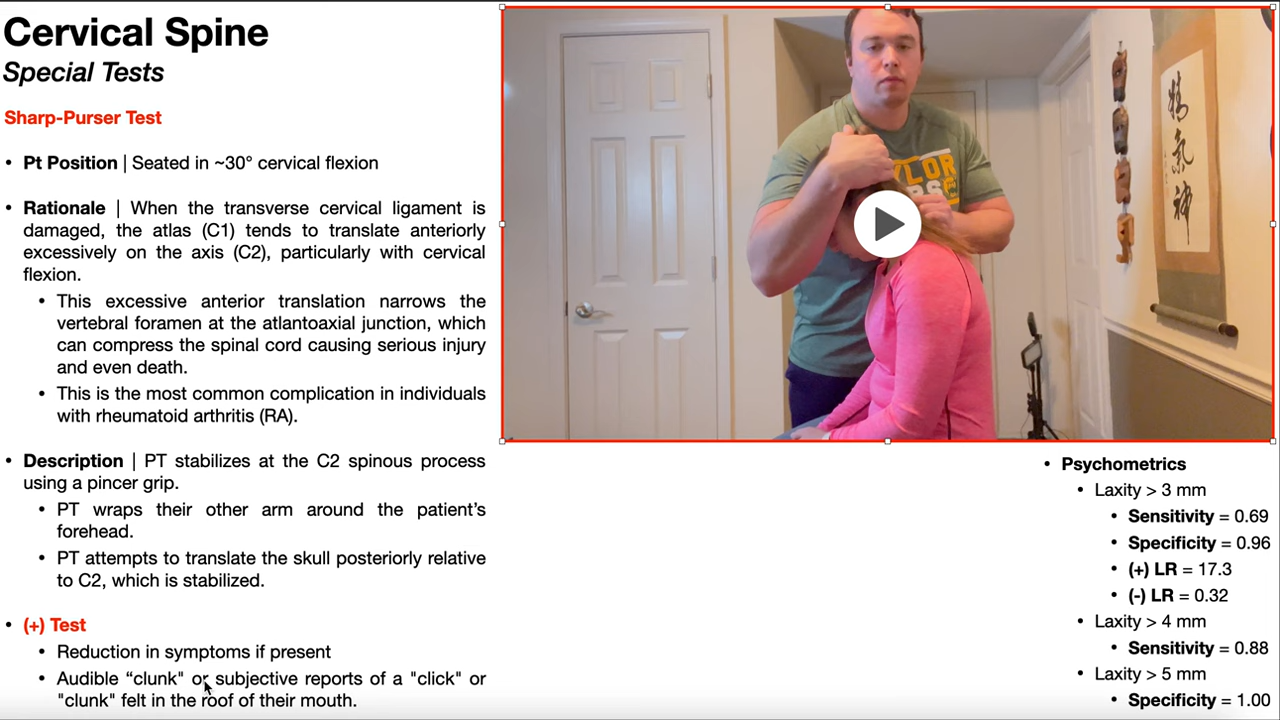 Cervical Spine
Special Tests
Sharp-Purser Test
• Pt Position | Seated in ~30° cervical flexion
• Rationale | When the transverse cervical ligament is
damaged, the atlas (C1) tends to translate anteriorly
excessively on the axis (C2), particularly with cervical
flexion.
• This excessive anterior translation narrows the
vertebral foramen at the atlantoaxial junction, which
can compress the spinal cord causing serious injury
and even death.
• This is the most common complication in individuals
with rheumatoid arthritis (RA).
• Description | PT stabilizes at the C2 spinous process
using a pincer grip.
• PT wraps their other arm around the patient's
forehead.
• PT attempts to translate the skull posteriorly relative
to C2, which is stabilized.
• (+) Test
• Reduction in symptoms if present
• Audible “clunk" or subjective reports of a "click" or
"clunk" felt in the roof of their mouth.
精
氣
神
• Psychometrics
• Laxity > 3 mm
• Sensitivity = 0.69
• Specificity = 0.96
• (+) LR = 17.3
• (-) LR = 0.32
• Laxity > 4 mm
• Sensitivity = 0.88
• Laxity > 5 mm
• Specificity = 1.00